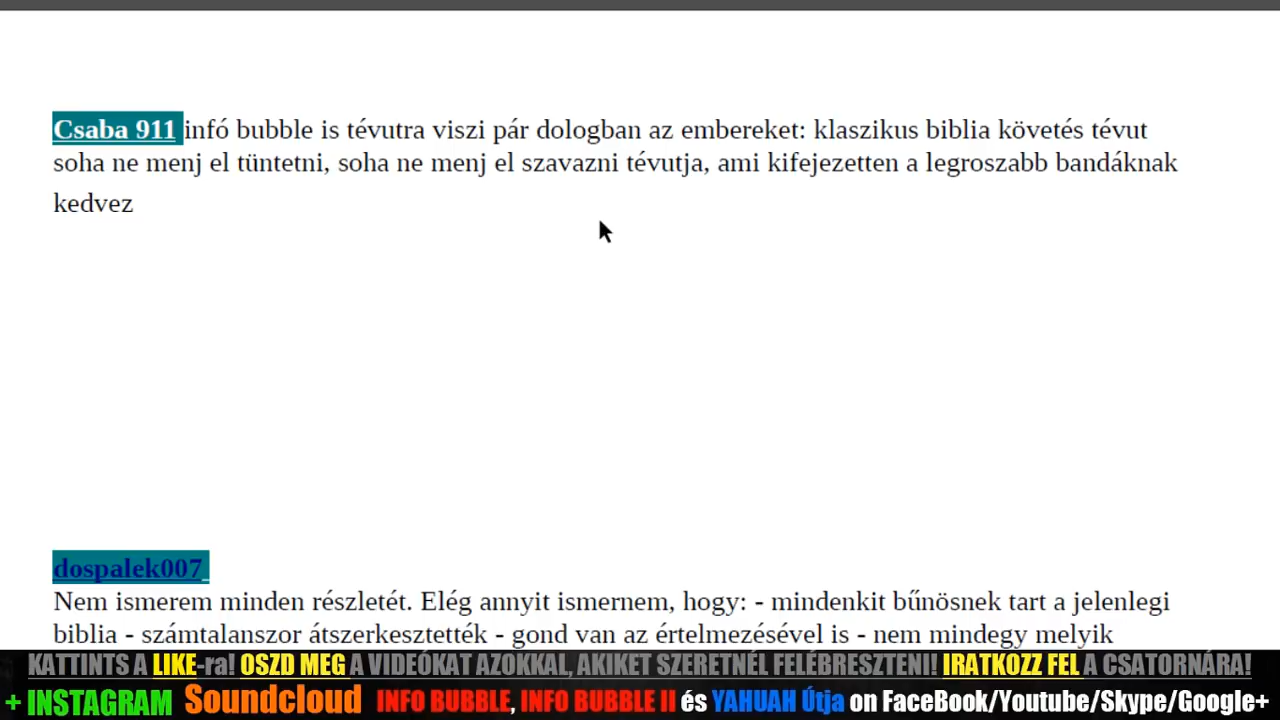 Csaba 911 infó bubble is tévutra viszi pár dologban az embereket: klaszikus biblia követés tévut
soha ne menj el tüntetni, soha ne menj el szavazni tévutja, ami kifejezetten a legroszabb bandáknak
kedvez
dospalek007
Nem ismerem minden részletét. Elég annyit ismernem, hogy: - mindenkit bűnösnek tart a jelenlegi
biblia - számtalanszor átszerkesztették - gond van az értelmezésével is - nem mindegy melyik
KATTINTS A LIKE-ra! OSZD MEG A VIDEÓKAT AZOKKAL, AKIKET SZERETNÉL FELÉBRESZTENI! IRATKOZZ FEL A CSATORNÁRA!
+ INSTAGRAM Soundcloud INFO BUBBLE, INFO BUBBLE II és YAHUAH Útja on FaceBook/Youtube/Skype/Google+